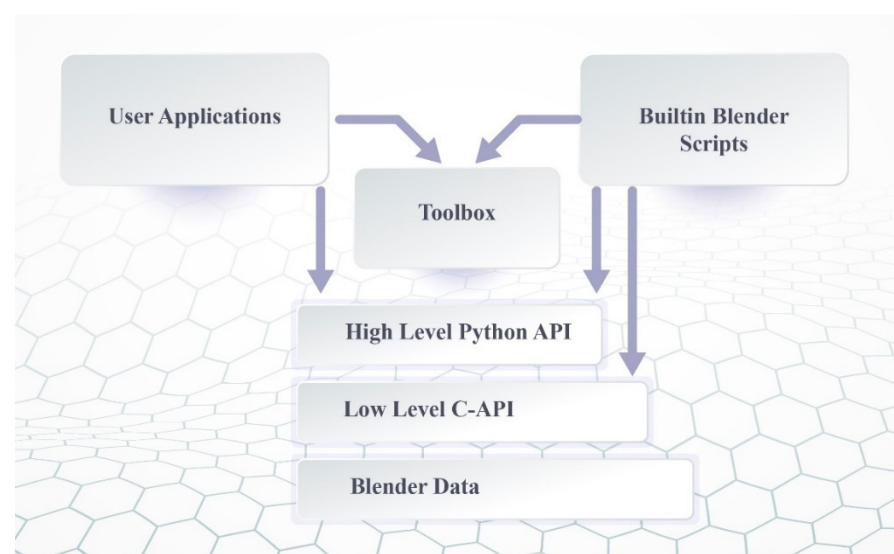 User Applications
Builtin Blender
Scripts
Toolbox
High Level Python API
Low Level C-API
Blender Data